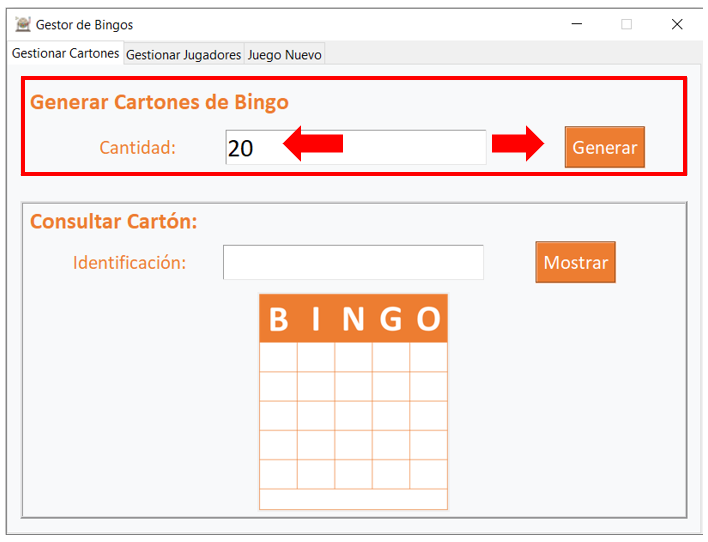 Gestor de Bingos
Gestionar Cartones Gestionar Jugadores Juego Nuevo
Generar Cartones de Bingo
Cantidad: 20 Generar
Consultar Cartón:
Identificación: Mostrar
B I N G O